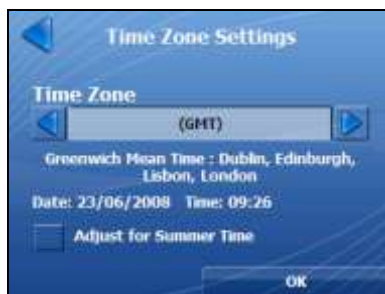 Time Zone Settings
Time Zone
(GMT)
Greenwich Mean Time : Dublin, Edinburgh,
Lisbon, London
Date: 23/06/2008 Time: 09:26
Adjust for Summer Time
OK